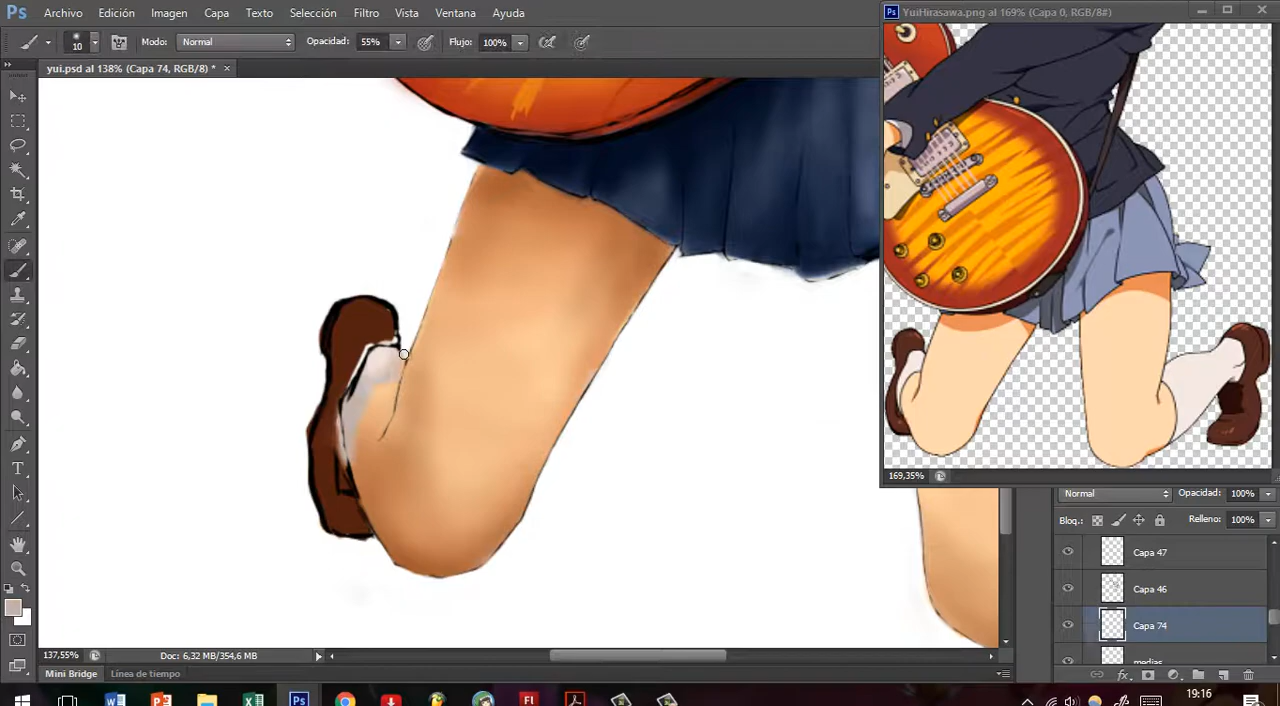 Ps Archivo Edición Imagen Capa Texto Selección Filtro Vista Ventana Ayuda
Ps YuiHirasawa.png al 169% (Capa 0, RGB/8#)
10 Modo: Normal Opacidad: 55% Flujo: 100%
yui.psd al 138% (Capa 74, RGB/8) * ×
169,35%
Normal Opacidad: 100%
Bloq.: Relleno: 100%
Capa 47
Capa 46
Capa 74
medias
137,55% Doc: 6,32 MB/354,6 MB
Mini Bridge Línea de tiempo
Ps Fl 19:16